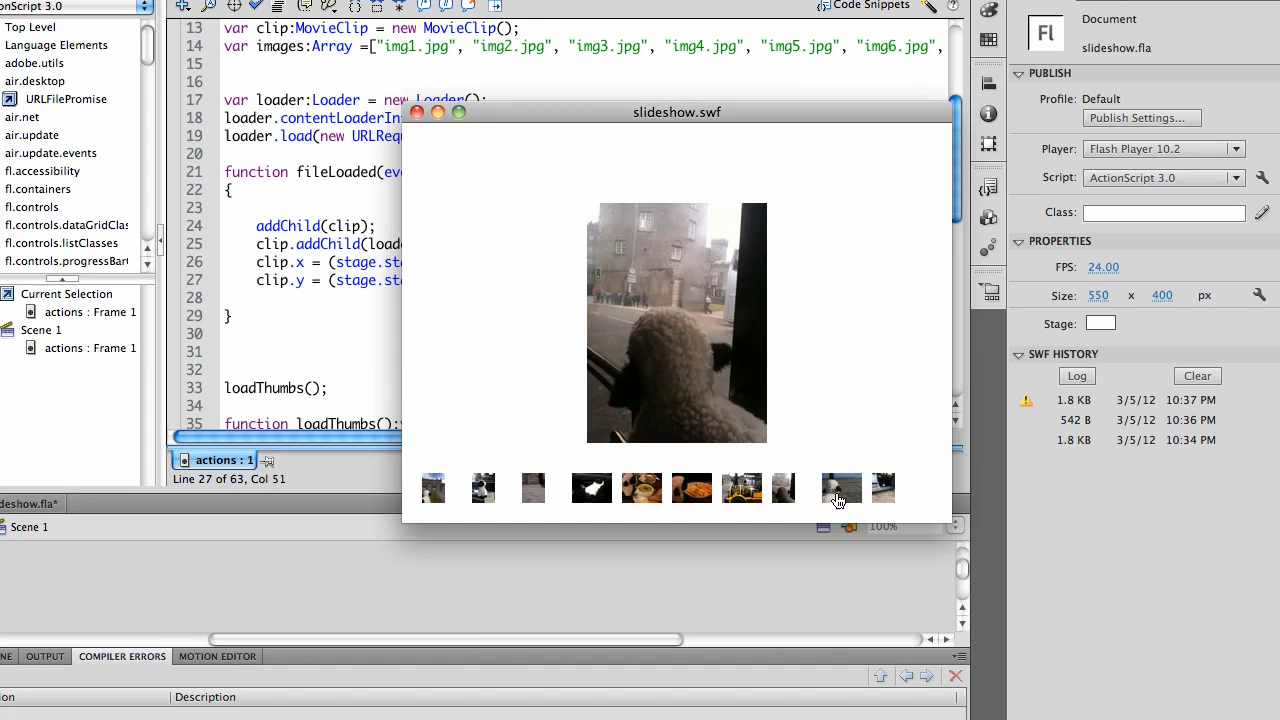 onScript 3.0
Top Level
Language Elements
adobe.utils
air.desktop
URLFilePromise
air.net
air.update
air.update.events
fl.accessibility
fl.containers
fl.controls
fl.controls.dataGridClas
fl.controls.listClasses
fl.controls.progressBar
Current Selection
actions : Frame 1
Scene 1
actions : Frame 1
Code Snippets
13 var clip:MovieClip = new MovieClip();
14 var images:Array =["img1.jpg", "img2.jpg", "img3.jpg", "img4.jpg", "img5.jpg", "img6.jpg",
15
16
17 var loader:Loader = new Loader();
18 loader.contentLoaderIn
19 loader.load(new URLReq
20
21 function fileLoaded(ev
22 {
23
24 addChild(clip);
25 clip.addChild(load
26 clip.x = (stage.st
27 clip.y = (stage.st
28
29 }
30
31
32
33 loadThumbs();
34
35 function loadThumbs():
actions : 1
Line 27 of 63, Col 51
slideshow.swf
deshow.fla*
Scene 1
100%
NE
OUTPUT
COMPILER ERRORS
MOTION EDITOR
ion
Description
Fl
Document
slideshow.fla
PUBLISH
Profile: Default
Publish Settings...
Player: Flash Player 10.2
Script: ActionScript 3.0
Class:
PROPERTIES
FPS: 24.00
Size: 550 x 400 px
Stage:
SWF HISTORY
Log
Clear
1.8 KB 3/5/12 10:37 PM
542 B 3/5/12 10:36 PM
1.8 KB 3/5/12 10:34 PM